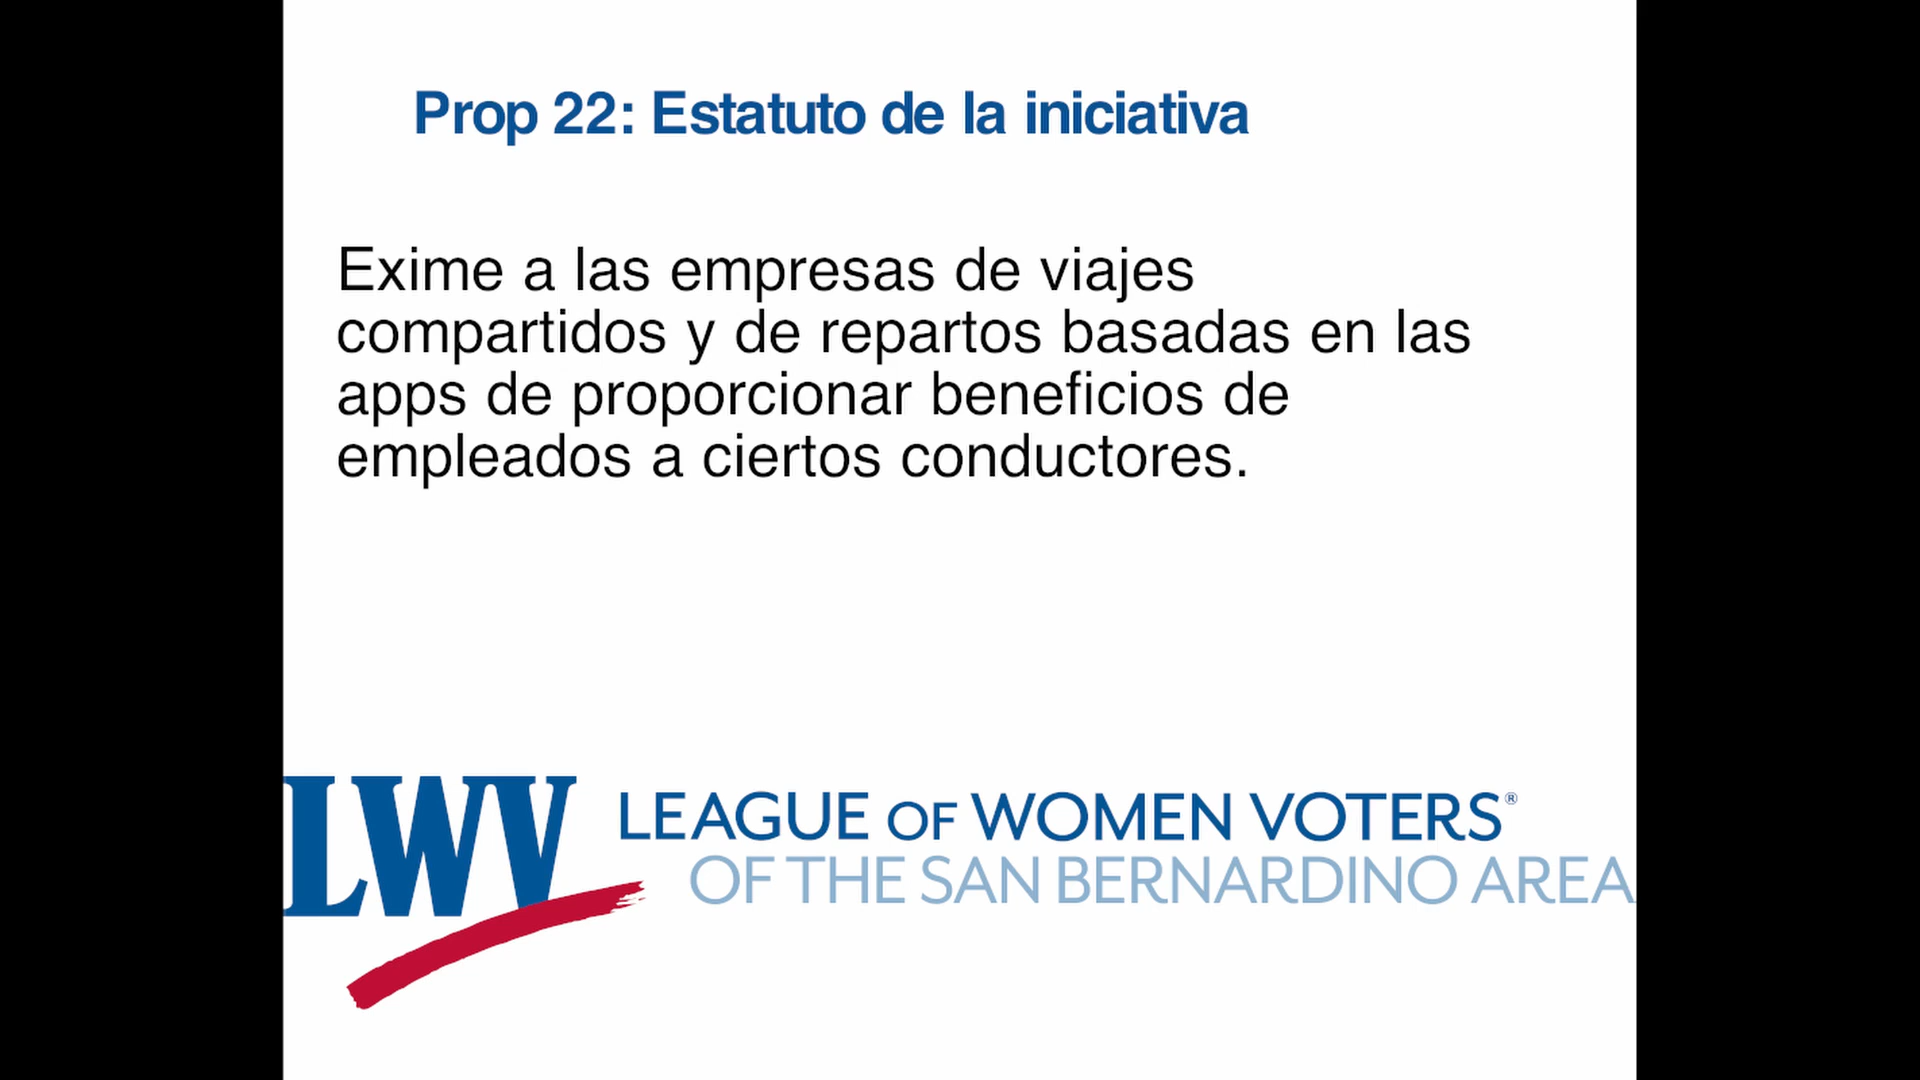 Prop 22: Estatuto de la iniciativa
Exime a las empresas de viajes
compartidos y de repartos basadas en las
apps de proporcionar beneficios de
empleados a ciertos conductores.
LWV
LEAGUE OF WOMEN VOTERS®
OF THE SAN BERNARDINO AREA